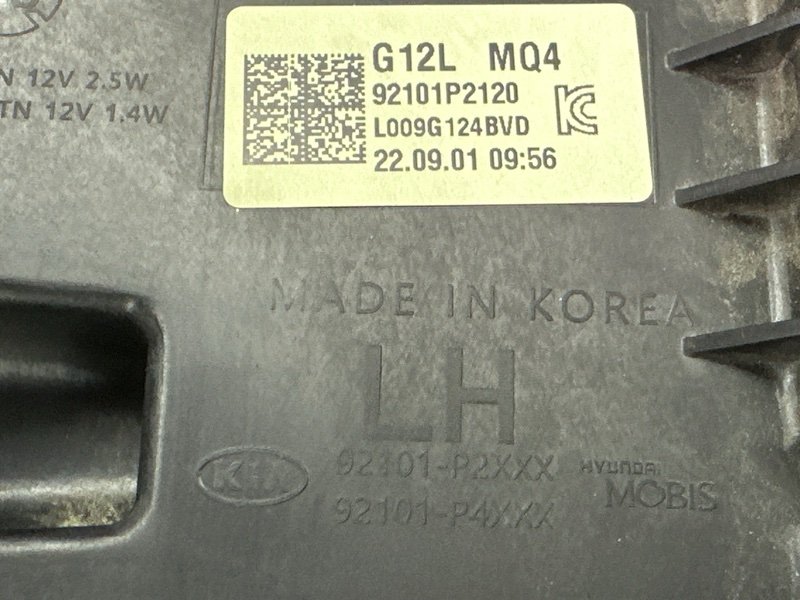 N 12V 2.5W
TN 12V 1.4W
G12L MQ4
92101P2120
L009G124BVD
22.09.01 09:56
MADE IN KOREA
LH
KIA
92101-P2XXX
92101-P4XXX
HYUNDAI
MOBIS